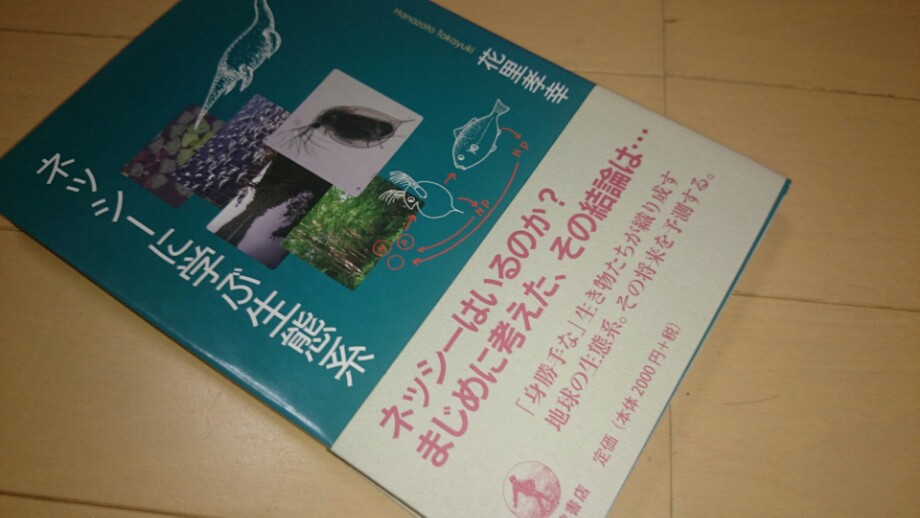 Hanazato Takayuki
花里孝幸
ネッシーに学ぶ生態系
NP
NP
ネッシーはいるのか?
まじめに考えた、その結論は…
「身勝手な」生き物たちが織り成す
地球の生態系。その将来を予測する。
定価(本体2000円+税)
書店